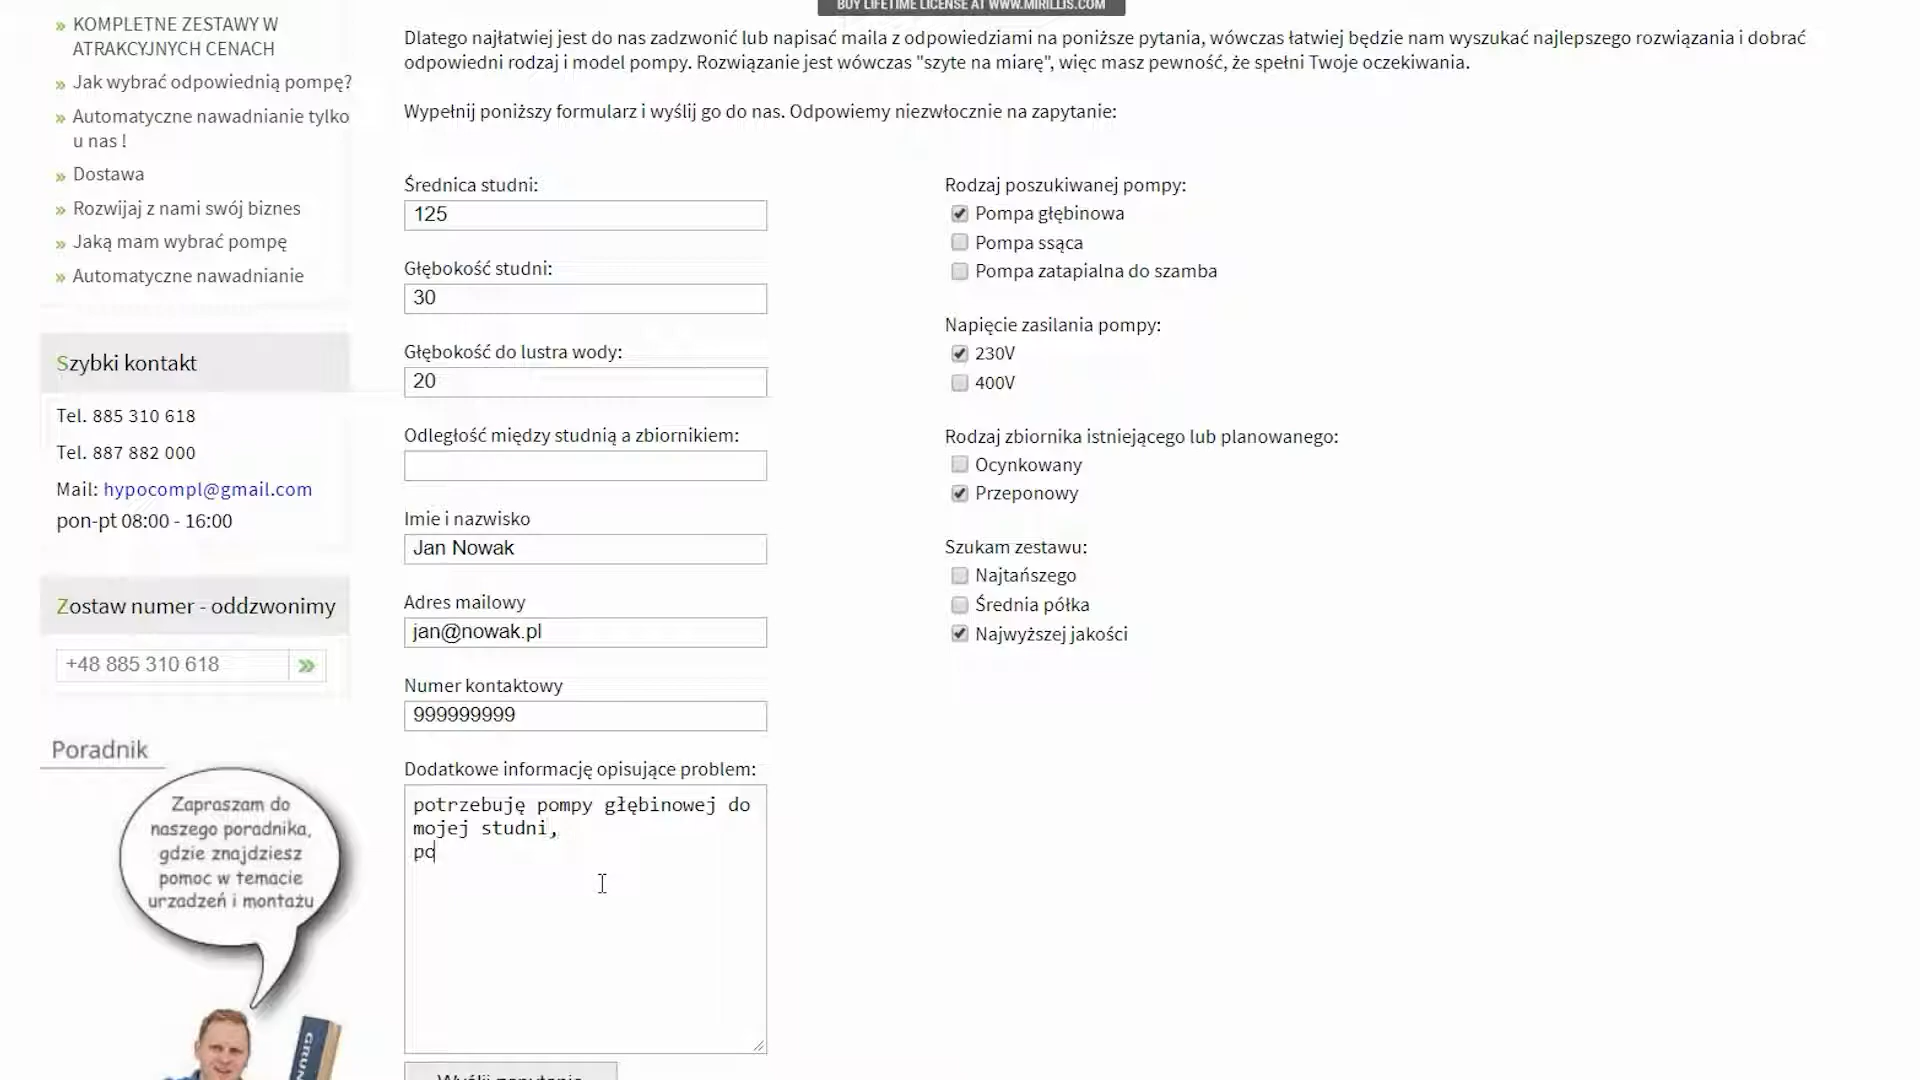 BUY LIFETIME LICENSE AT WWW.MIRILLIS.COM
» KOMPLETNE ZESTAWY W
ATRAKCYJNYCH CENACH
» Jak wybrać odpowiednią pompę?
» Automatyczne nawadnianie tylko
u nas !
» Dostawa
» Rozwijaj z nami swój biznes
» Jaką mam wybrać pompę
» Automatyczne nawadnianie
Szybki kontakt
Tel. 885 310 618
Tel. 887 882 000
Mail: hypocompl@gmail.com
pon-pt 08:00 - 16:00
Zostaw numer - oddzwonimy
+48 885 310 618 »
Poradnik
Zapraszam do
naszego poradnika,
gdzie znajdziesz
pomoc w temacie
urządzeń i montażu
GRUN
Dlatego najłatwiej jest do nas zadzwonić lub napisać maila z odpowiedziami na poniższe pytania, wówczas łatwiej będzie nam wyszukać najlepszego rozwiązania i dobrać
odpowiedni rodzaj i model pompy. Rozwiązanie jest wówczas "szyte na miarę", więc masz pewność, że spełni Twoje oczekiwania.
Wypełnij poniższy formularz i wyślij go do nas. Odpowiemy niezwłocznie na zapytanie:
Średnica studni:
125
Głębokość studni:
30
Głębokość do lustra wody:
20
Odległość między studnią a zbiornikiem:
Imie i nazwisko
Jan Nowak
Adres mailowy
jan@nowak.pl
Numer kontaktowy
999999999
Dodatkowe informację opisujące problem:
potrzebuję pompy głębinowej do
mojej studni,
po
Wyślij zapytanie
Rodzaj poszukiwanej pompy:
Pompa głębinowa
Pompa ssąca
Pompa zatapialna do szamba
Napięcie zasilania pompy:
230V
400V
Rodzaj zbiornika istniejącego lub planowanego:
Ocynkowany
Przeponowy
Szukam zestawu:
Najtańszego
Średnia półka
Najwyższej jakości